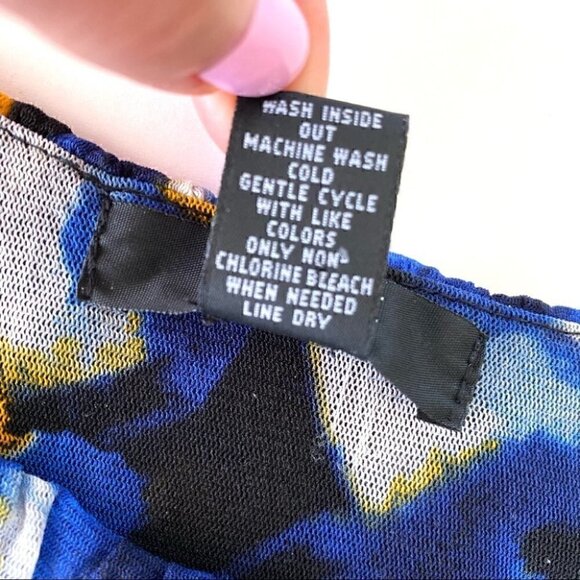 WASH INSIDE
OUT
MACHINE WASH
COLD
GENTLE CYCLE
WITH LIKE
COLORS
ONLY NON
CHLORINE BLEACH
WHEN NEEDED
LINE DRY